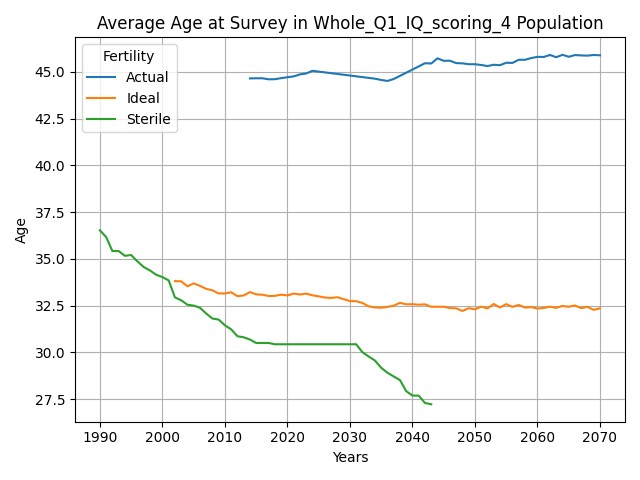 Average Age at Survey in Whole_Q1_IQ_scoring_4 Population
Fertility
Actual
Ideal
Sterile
45.0
42.5
40.0
37.5
35.0
32.5
30.0
27.5
Age
1990 2000 2010 2020 2030 2040 2050 2060 2070
Years